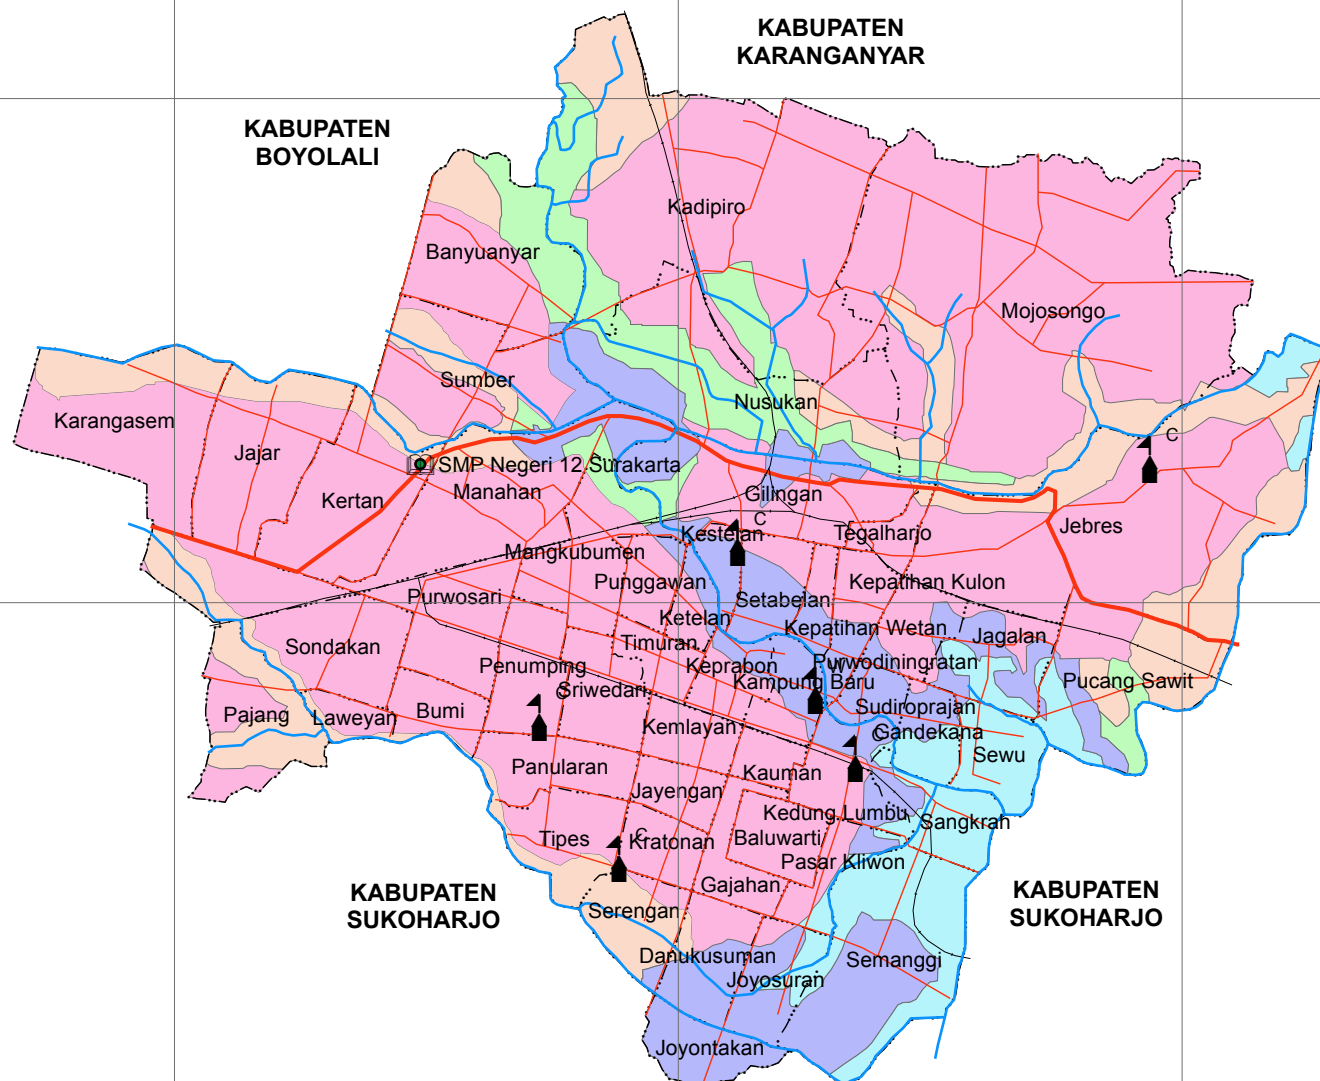 KABUPATEN
KARANGANYAR
KABUPATEN
BOYOLALI
Kadipiro
Banyuanyar
Mojosongo
Sumber
Nusukan
Karangasem
C
Jajar
SMP Negeri 12 Surakarta
Manahan
Gilingan
Kertan
C
Jebres
Kestelan
Tegalharjo
Mangkubumen
Punggawan
Kepatihan Kulon
Purwosari
Setabelan
Ketelan
Kepatihan Wetan
Jagalan
Timuran
Sondakan
Penumping
Keprabon
Purwodiningratan
Kampung Baru
Pucang Sawit
Sriwedari
C
Sudiroprajan
Bumi
Pajang
Laweyan
Kemlayan
Gandekana
C
Sewu
Panularan
Kauman
Jayengan
Kedung Lumbu
Sangkrah
Tipes
C
Kratonan
Baluwarti
Pasar Kliwon
Gajahan
KABUPATEN
SUKOHARJO
KABUPATEN
SUKOHARJO
Serengan
Danukusuman
Semanggi
Joyosuran
Joyontakan